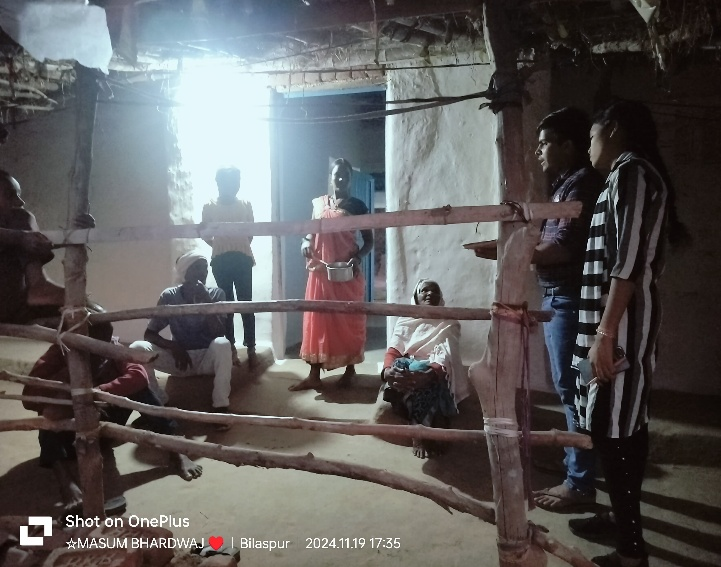 Shot on OnePlus
☆MASUM BHARDWAJ♥️ | Bilaspur 2024.11.19 17:35